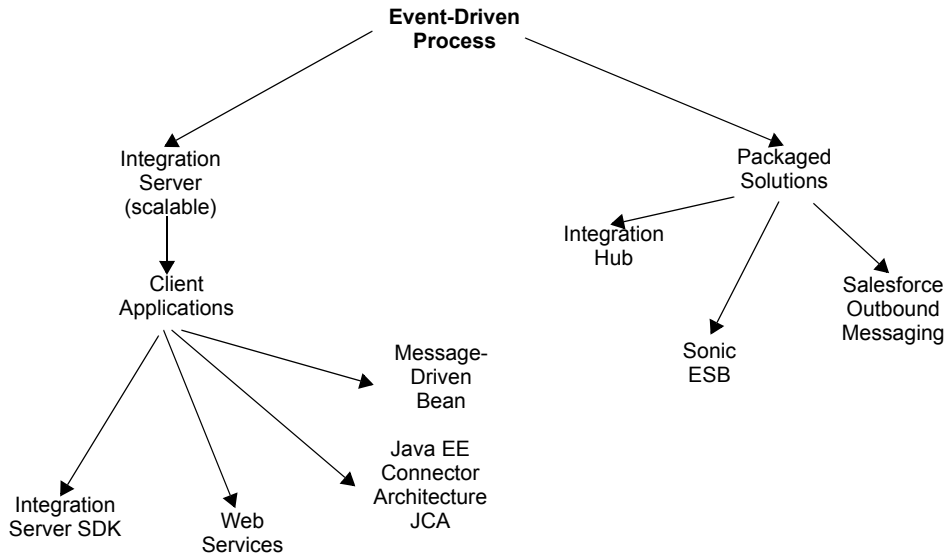 Event-Driven
Process
Integration
Server
(scalable)
Packaged
Solutions
Client
Applications
Integration
Hub
Sonic
ESB
Salesforce
Outbound
Messaging
Message-
Driven
Bean
Java EE
Connector
Architecture
JCA
Integration
Server SDK
Web
Services